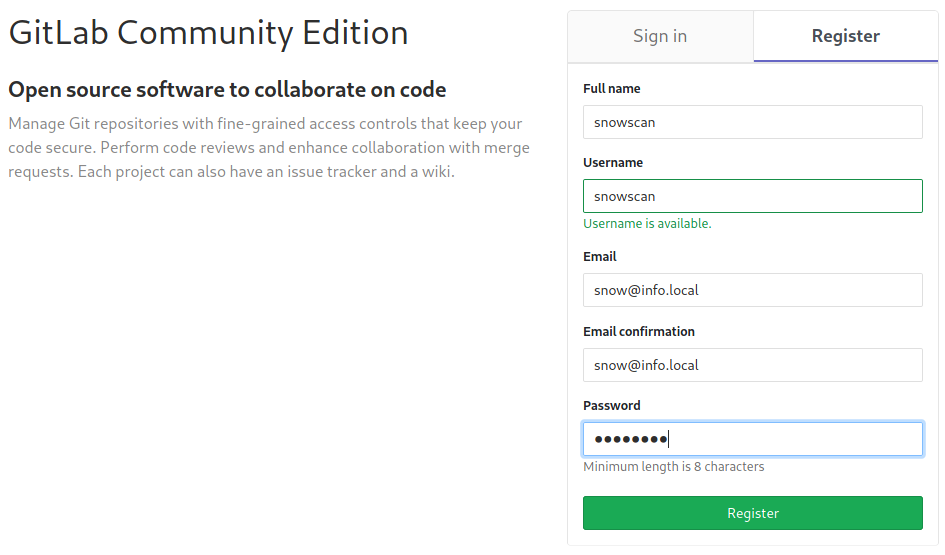 GitLab Community Edition
Open source software to collaborate on code
Manage Git repositories with fine-grained access controls that keep your
code secure. Perform code reviews and enhance collaboration with merge
requests. Each project can also have an issue tracker and a wiki.
Sign in
Register
Full name
snowscan
Username
snowscan
Username is available.
Email
snow@info.local
Email confirmation
snow@info.local
Password
●●●●●●●●
Minimum length is 8 characters
Register